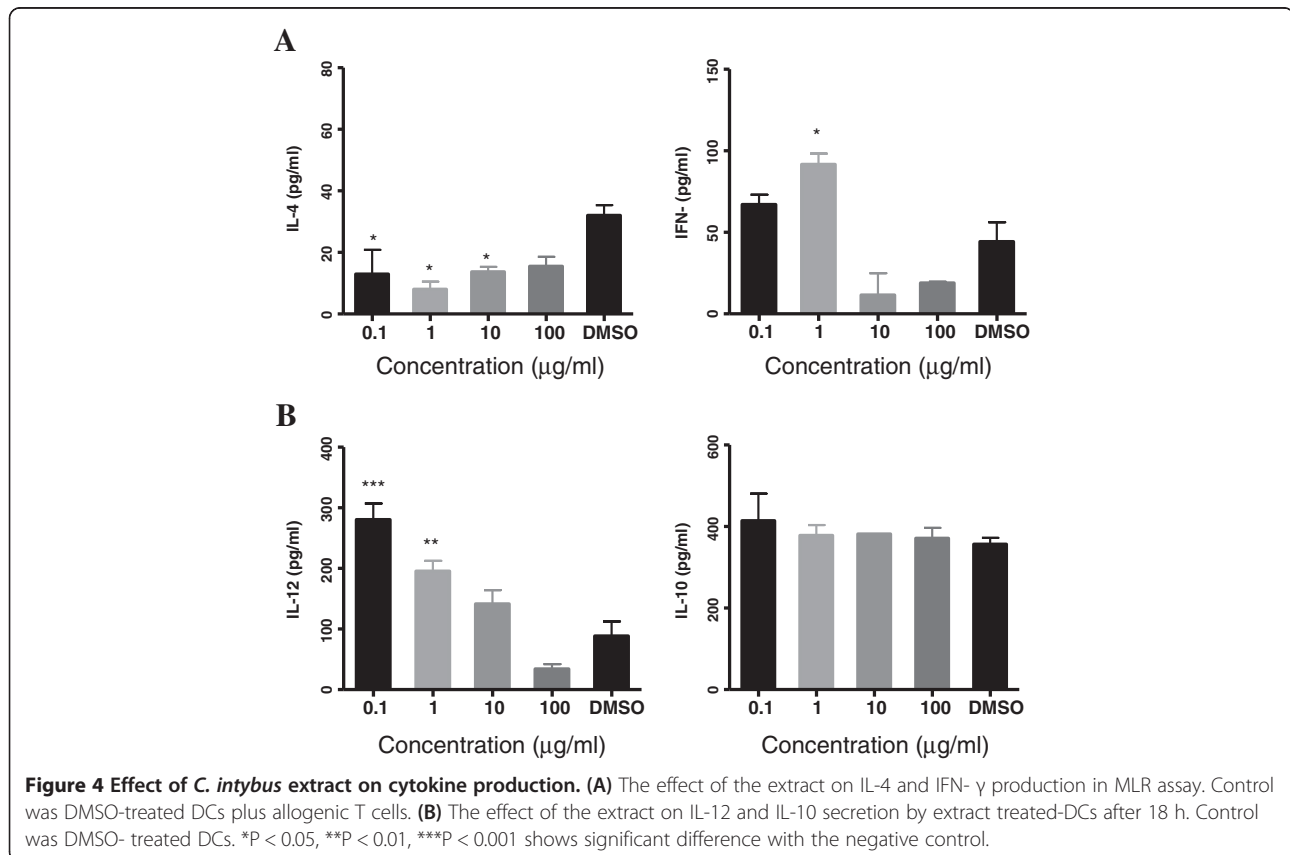 A
80
60
40
20
0
IL-4 (pg/ml)
*
*
*
0.1 1 10 100 DMSO
Concentration (μg/ml)
150
100
50
0
IFN- (pg/ml)
*
0.1 1 10 100 DMSO
Concentration (μg/ml)
B
400
300
200
100
0
IL-12 (pg/ml)
***
**
0.1 1 10 100 DMSO
Concentration (μg/ml)
600
400
200
0
IL-10 (pg/ml)
0.1 1 10 100 DMSO
Concentration (μg/ml)
Figure 4 Effect of C. intybus extract on cytokine production. (A) The effect of the extract on IL-4 and IFN- γ production in MLR assay. Control
was DMSO-treated DCs plus allogenic T cells. (B) The effect of the extract on IL-12 and IL-10 secretion by extract treated-DCs after 18 h. Control
was DMSO- treated DCs. *P < 0.05, **P < 0.01, ***P < 0.001 shows significant difference with the negative control.